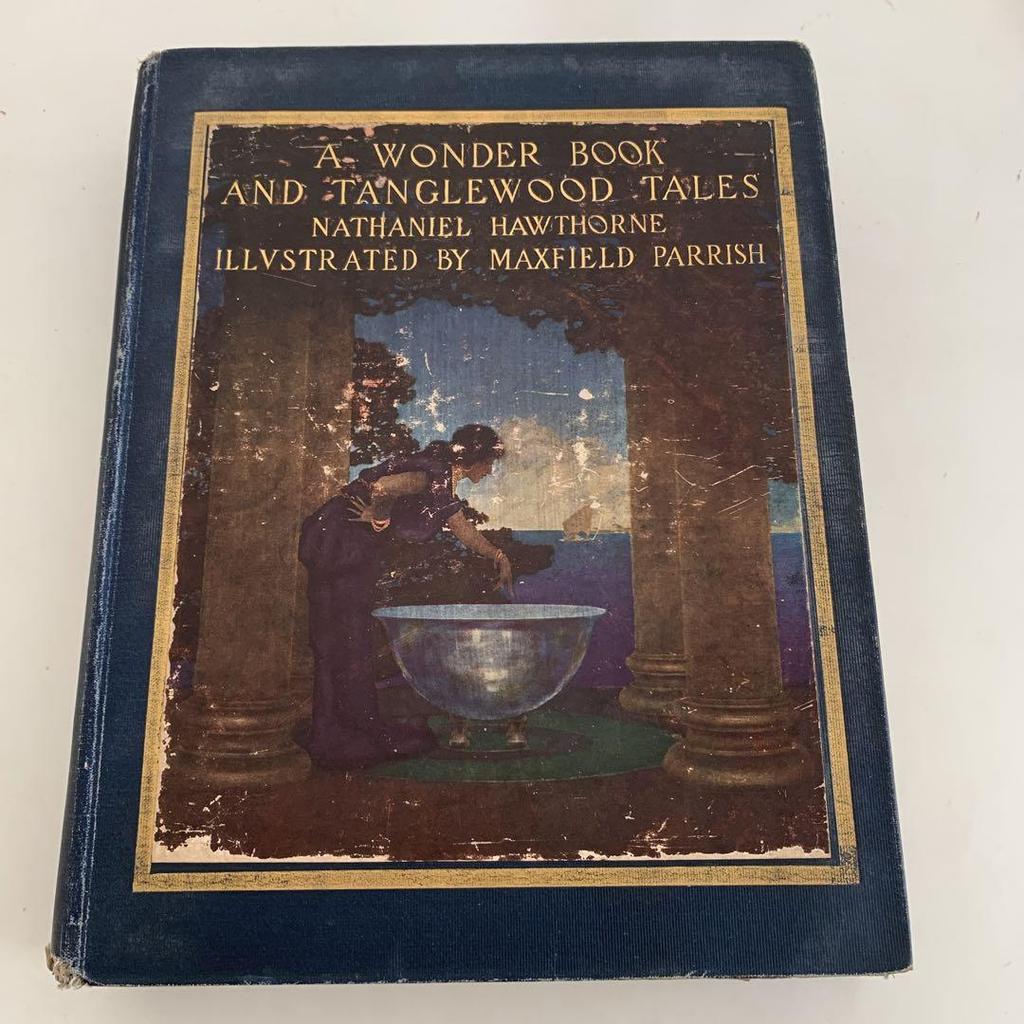 A WONDER BOOK
AND TANGLEWOOD TALES
NATHANIEL HAWTHORNE
ILLVSTRATED BY MAXFIELD PARRISH